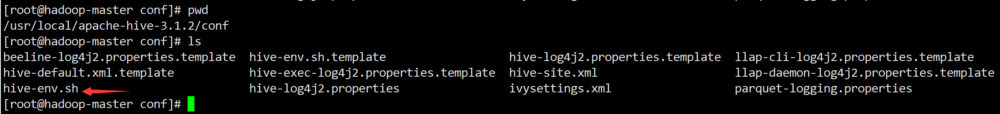 [root@hadoop-master conf]# pwd
/usr/local/apache-hive-3.1.2/conf
[root@hadoop-master conf]# ls
beeline-log4j2.properties.template  hive-env.sh.template                  hive-log4j2.properties.template  llap-cli-log4j2.properties.template
hive-default.xml.template           hive-exec-log4j2.properties.template  hive-site.xml                    llap-daemon-log4j2.properties.template
hive-env.sh                         hive-log4j2.properties                ivysettings.xml                  parquet-logging.properties
[root@hadoop-master conf]#